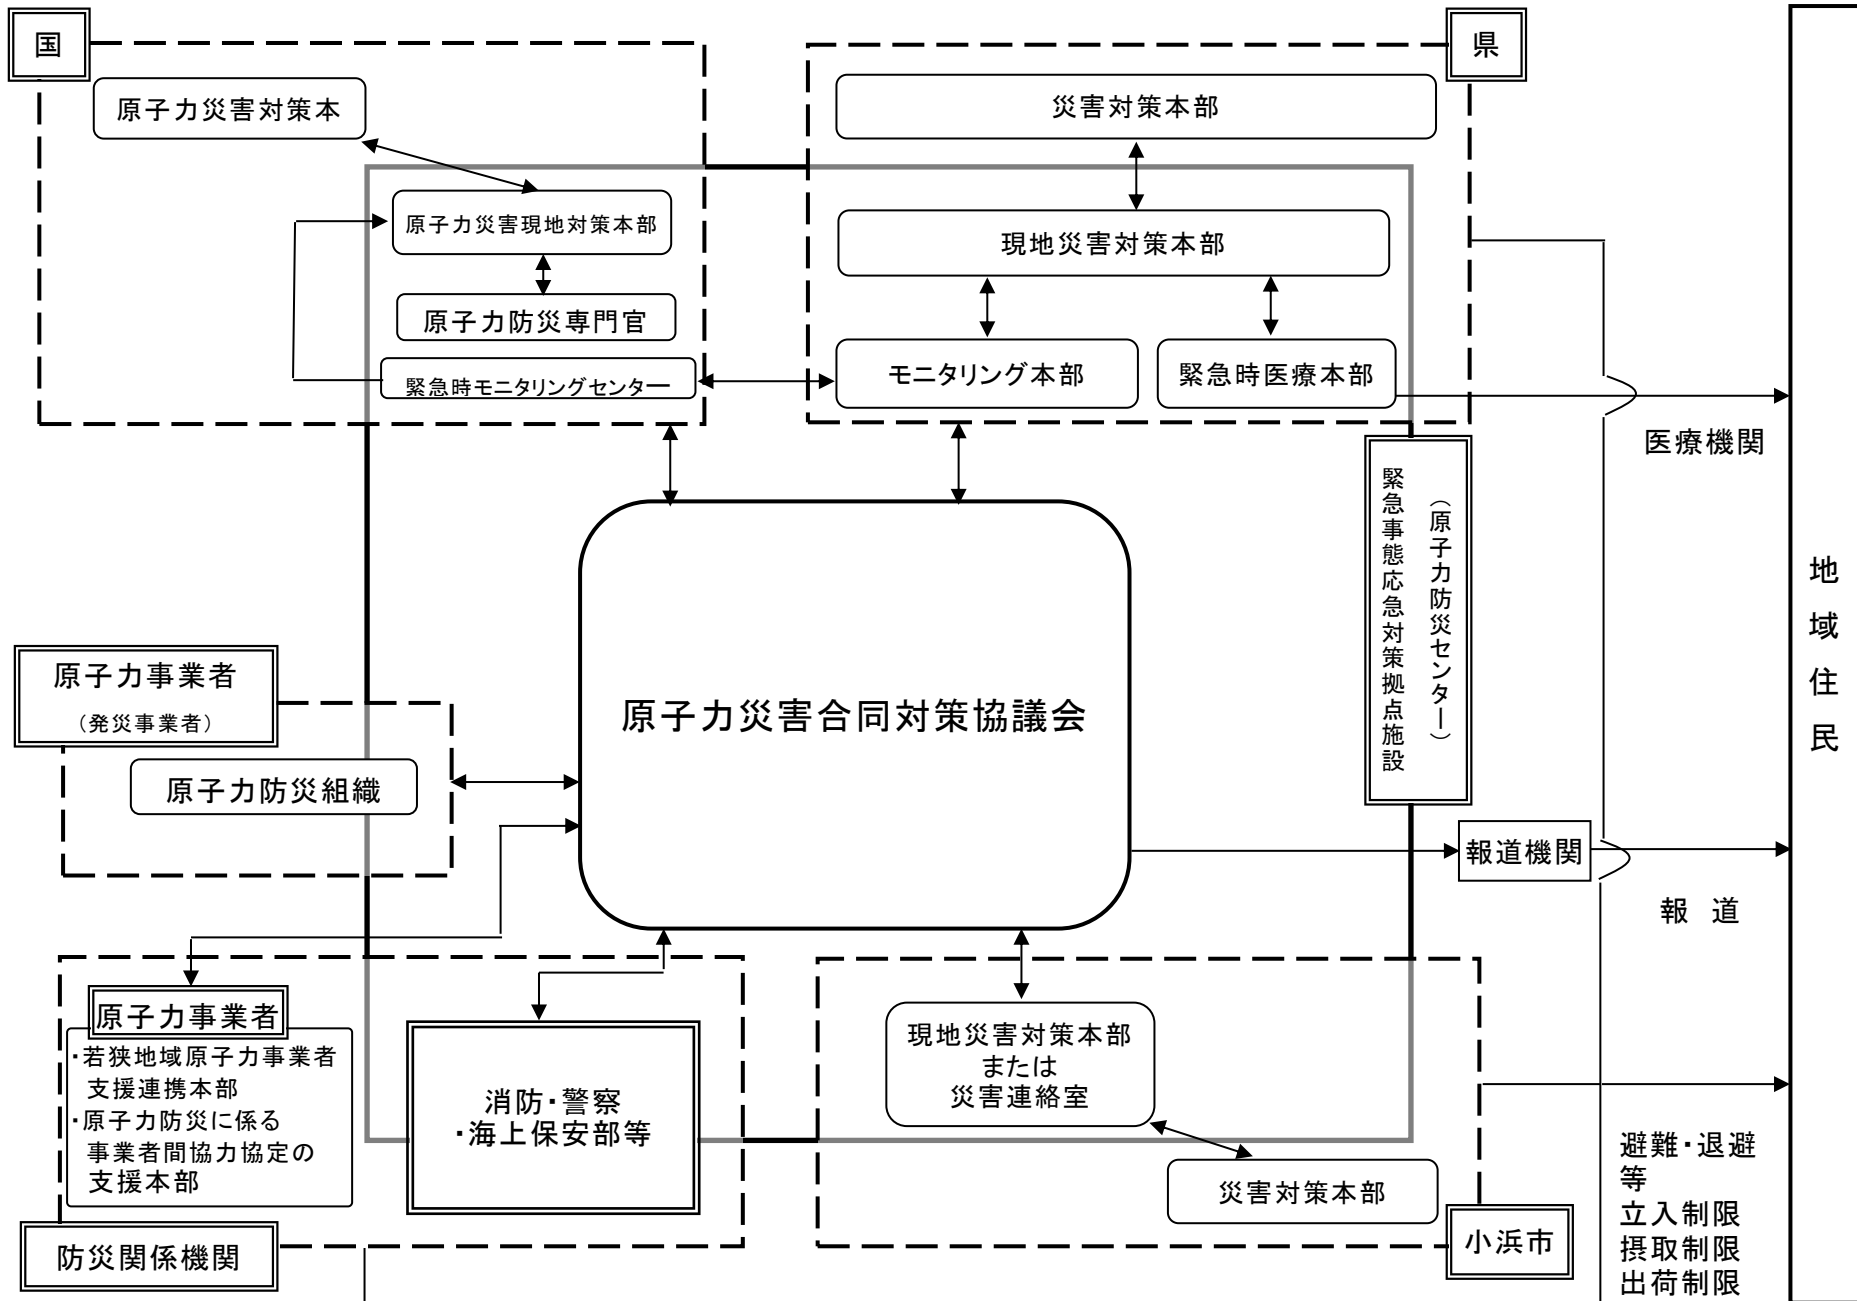 国
県
原子力災害対策本
災害対策本部
原子力災害現地対策本部
現地災害対策本部
原子力防災専門官
緊急時モニタリングセンター
モニタリング本部
緊急時医療本部
医療機関
緊急事態応急対策拠点施設
（原子力防災センター）
地域住民
原子力事業者
（発災事業者）
原子力防災組織
原子力災害合同対策協議会
報道機関
報 道
原子力事業者
・若狭地域原子力事業者
支援連携本部
・原子力防災に係る
事業者間協力協定の
支援本部
消防・警察
・海上保安部等
現地災害対策本部
または
災害連絡室
災害対策本部
避難・退避
等
立入制限
摂取制限
出荷制限
防災関係機関
小浜市